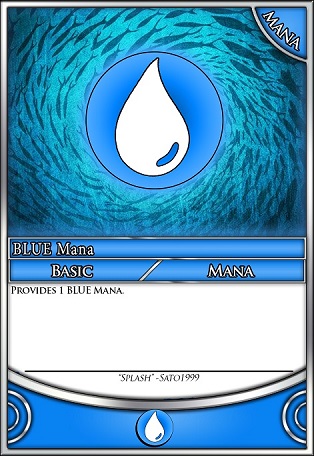 MANA
BLUE Mana
Basic / Mana
Provides 1 BLUE Mana.
"Splash" -Sato1999